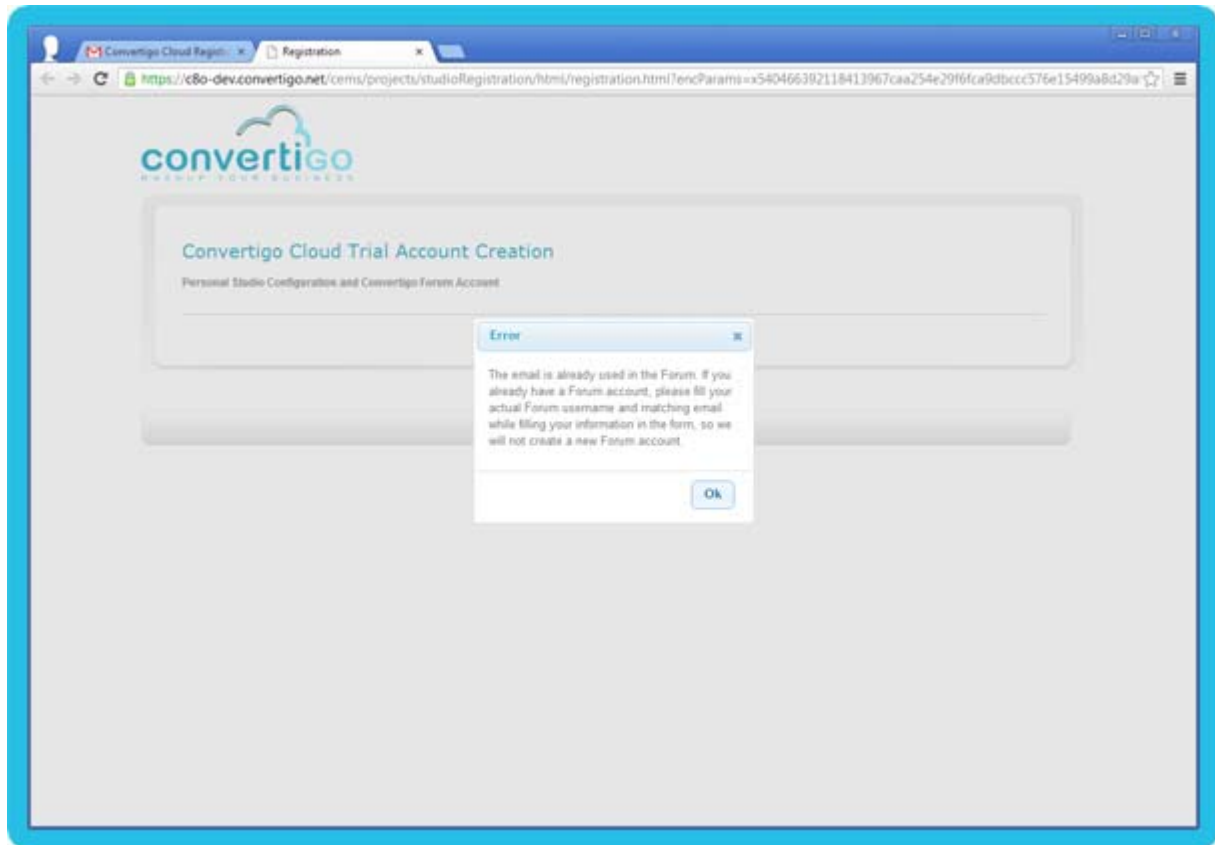 Convertigo Cloud Regist
Registration
https://c8o-dev.convertigo.net/cems/projects/studioRegistration/html/registration.html?encParams=x540466392118413967caa254e29f6fca9dbccc576e15499a8d29a
convertigo
MASHUP YOUR BUSINESS
Convertigo Cloud Trial Account Creation
Personal Studio Configuration and Convertigo Forum Account
Error
The email is already used in the Forum. If you
already have a Forum account, please fill your
actual Forum username and matching email
while filling your information in the form, so we
will not create a new Forum account.
Ok